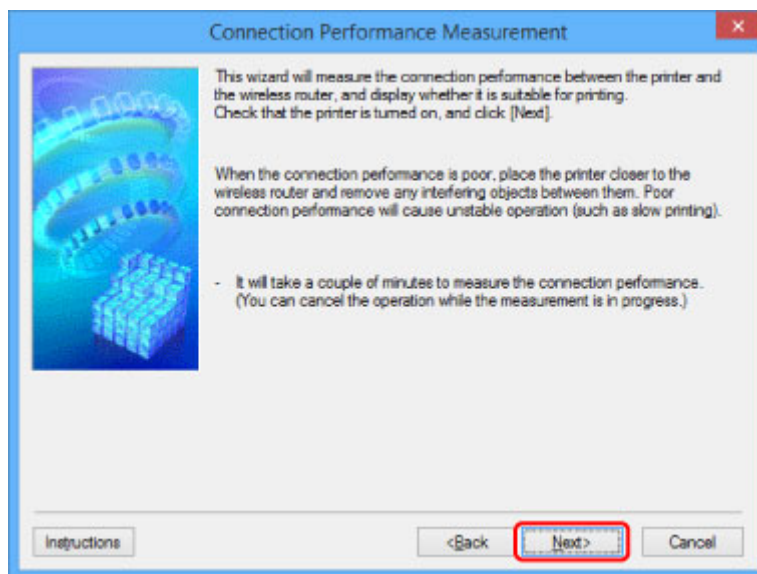 Connection Performance Measurement
This wizard will measure the connection performance between the printer and
the wireless router, and display whether it is suitable for printing.
Check that the printer is turned on, and click [Next].
When the connection performance is poor, place the printer closer to the
wireless router and remove any interfering objects between them. Poor
connection performance will cause unstable operation (such as slow printing).
- It will take a couple of minutes to measure the connection performance.
(You can cancel the operation while the measurement is in progress.)
Instructions <Back Next> Cancel